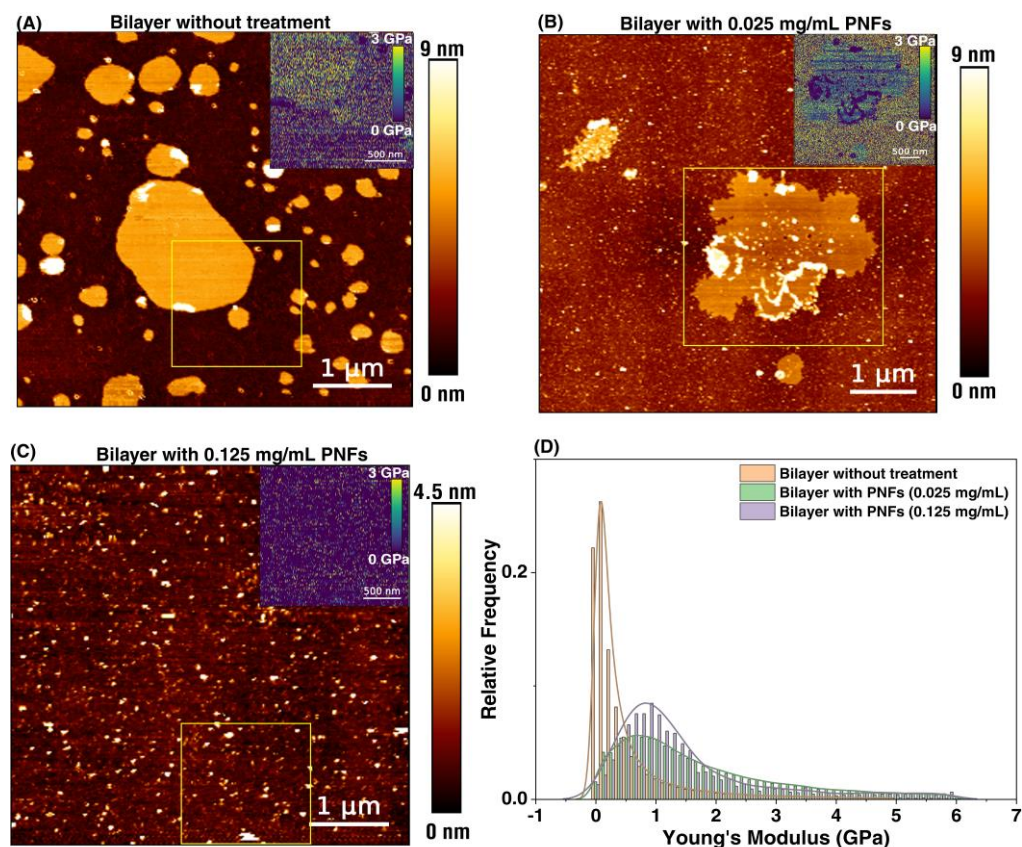 (A) Bilayer without treatment
3 GPa
0 GPa
500 nm
9 nm
0 nm
1 µm
(B) Bilayer with 0.025 mg/mL PNFs
3 GPa
0 GPa
500 nm
9 nm
0 nm
1 µm
(C) Bilayer with 0.125 mg/mL PNFs
3 GPa
0 GPa
500 nm
4.5 nm
0 nm
1 µm
(D)
Bilayer without treatment
Bilayer with PNFs (0.025 mg/mL)
Bilayer with PNFs (0.125 mg/mL)
Relative Frequency
0.2
0.0
-1 0 1 2 3 4 5 6 7
Young's Modulus (GPa)